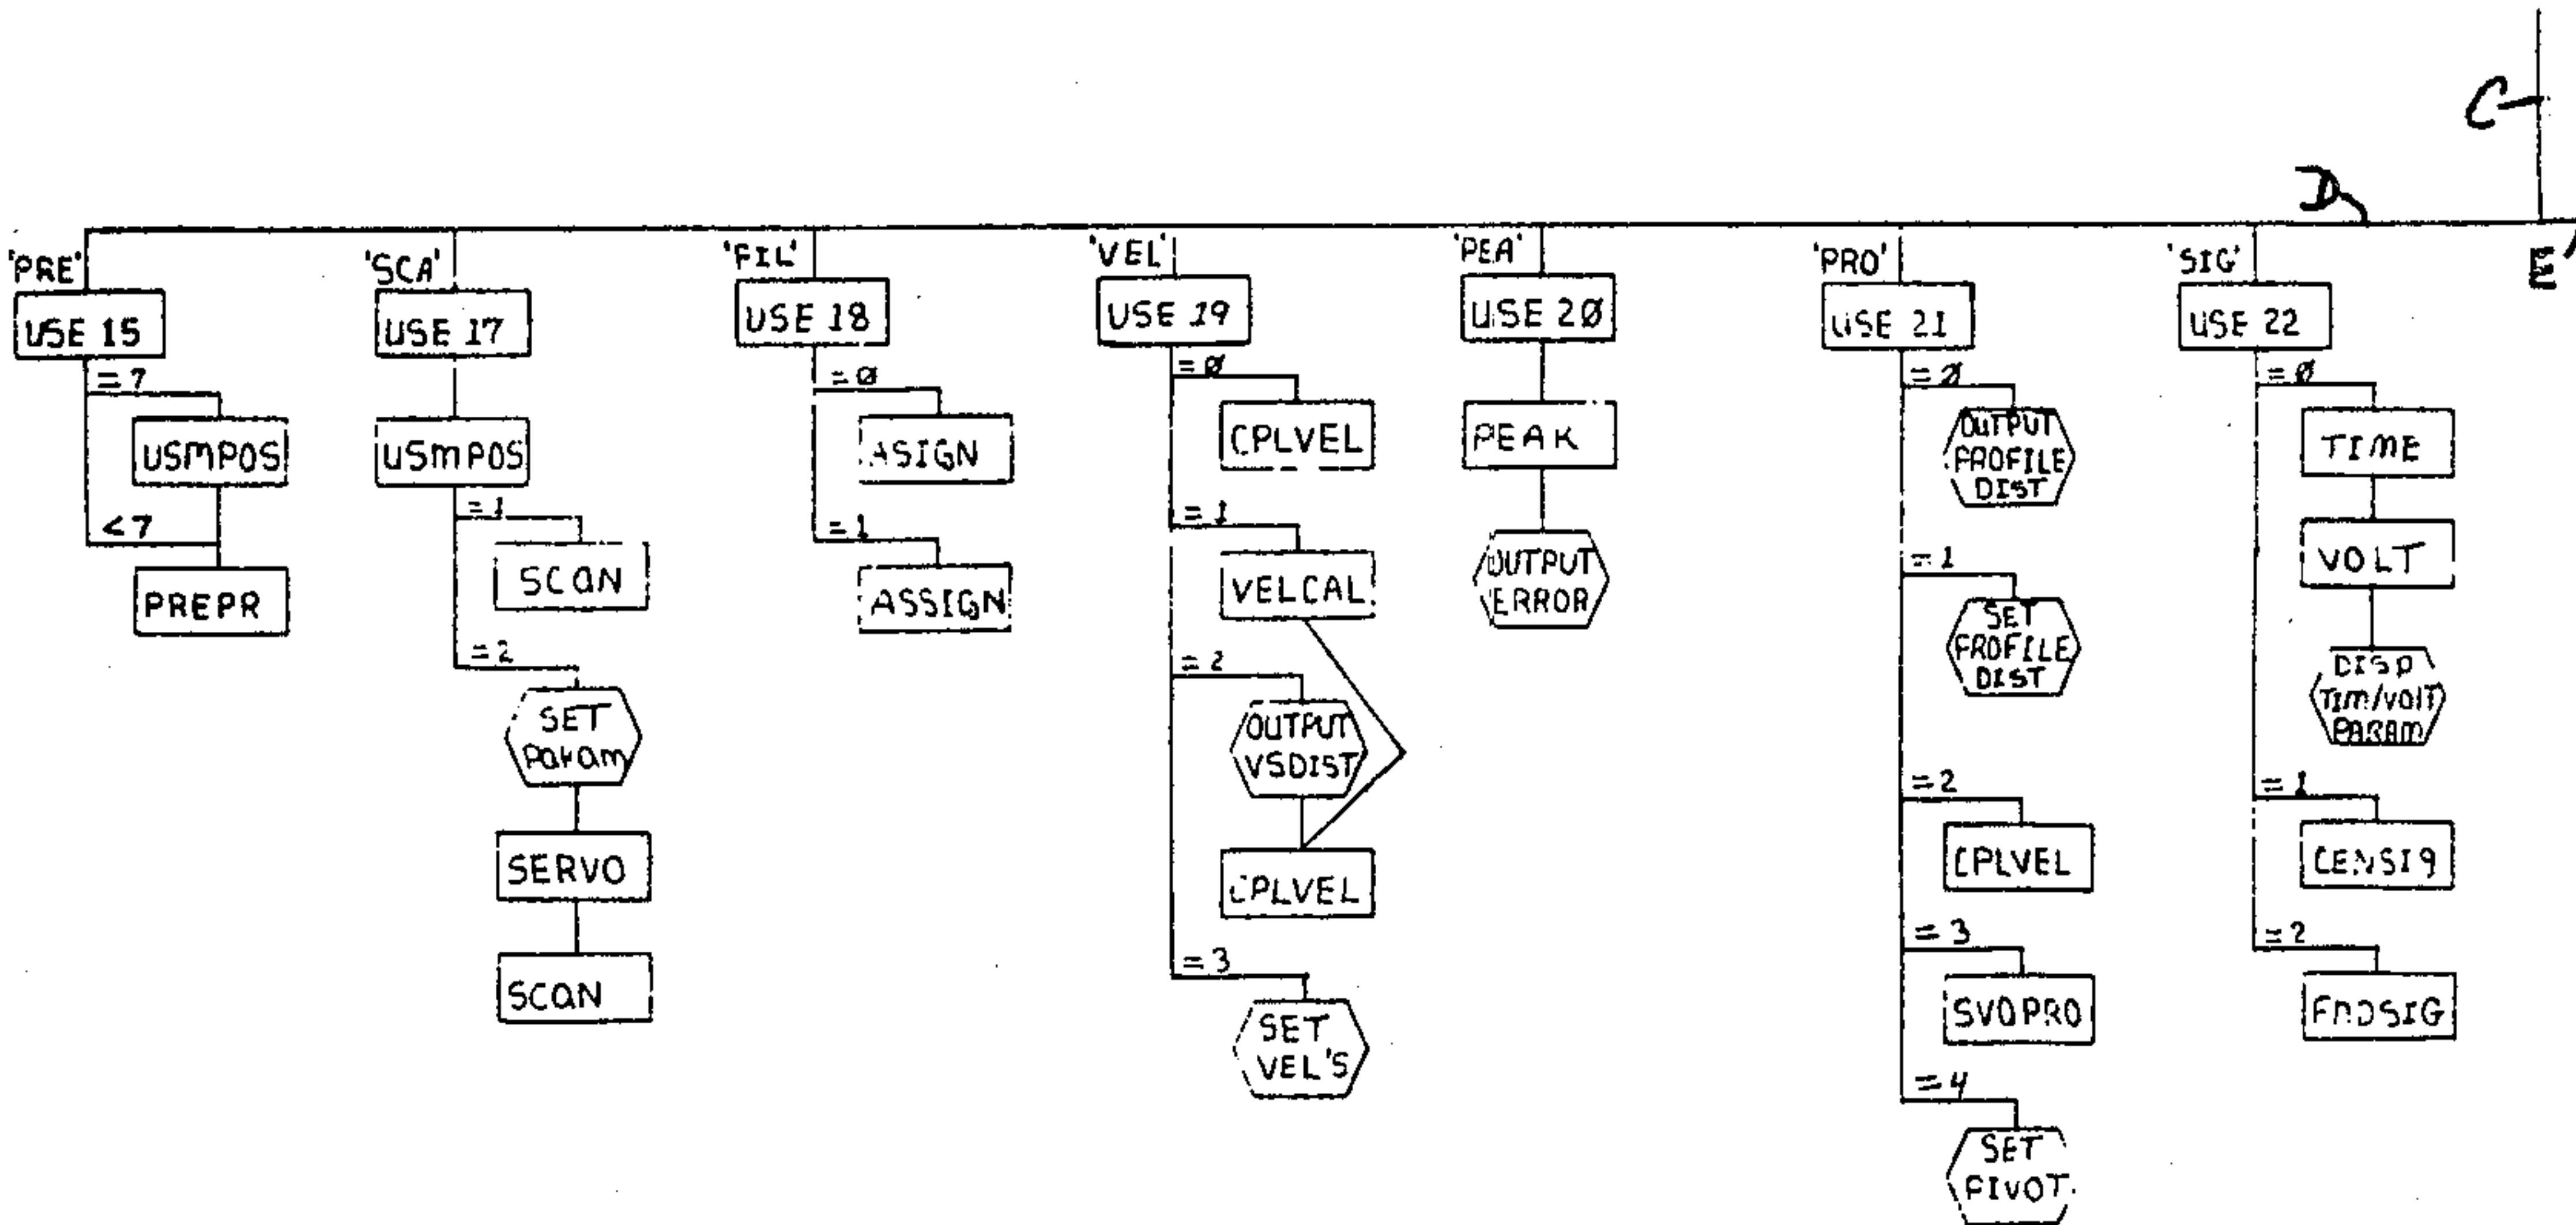 C
D
E
'PRE'
USE 15
=7
USMPOS
<7
PREPR
'SCA'
USE 17
USmPOS
=1
SCAN
=2
SET
Param
SERVO
SCAN
'FIL'
USE 18
=Ø
ASIGN
=1
ASSIGN
'VEL'
USE 19
=Ø
CPLVEL
=1
VELCAL
=2
OUTPUT
VSDIST
CPLVEL
=3
SET
VEL'S
'PEA'
USE 2Ø
PEAK
OUTPUT
ERROR
'PRO'
USE 21
=Ø
OUTPUT
PROFILE
DIST
=1
SET
PROFILE
DIST
=2
CPLVEL
=3
SVOPRO
=4
SET
PIVOT
'SIG'
USE 22
=Ø
TIME
VOLT
DISP
TIM/VOLT
PARAM
=1
CENSIG
=2
FNDSIG